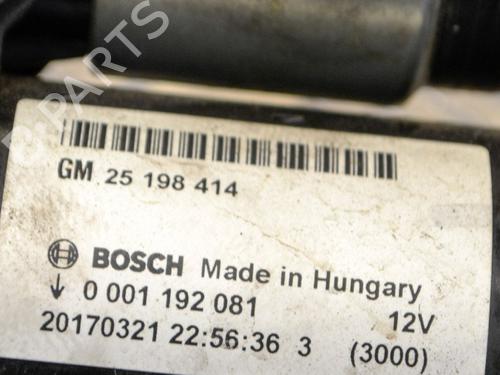 B-PARTS
GM 25 198 414
BOSCH Made in Hungary
↓ 0 001 192 081 12V
20170321 22:56:36 3 (3000)